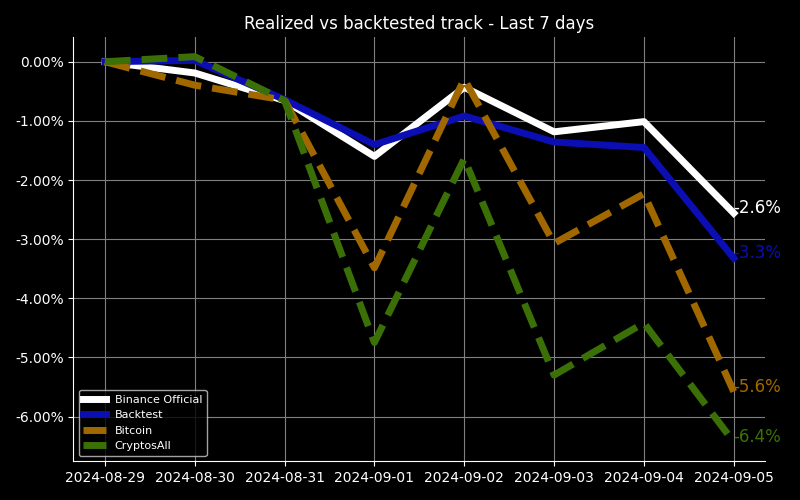 Realized vs backtested track - Last 7 days
0.00%
-1.00%
-2.00%
-3.00%
-4.00%
-5.00%
-6.00%
-2.6%
-3.3%
-5.6%
-6.4%
Binance Official
Backtest
Bitcoin
CryptosAll
2024-08-29 2024-08-30 2024-08-31 2024-09-01 2024-09-02 2024-09-03 2024-09-04 2024-09-05